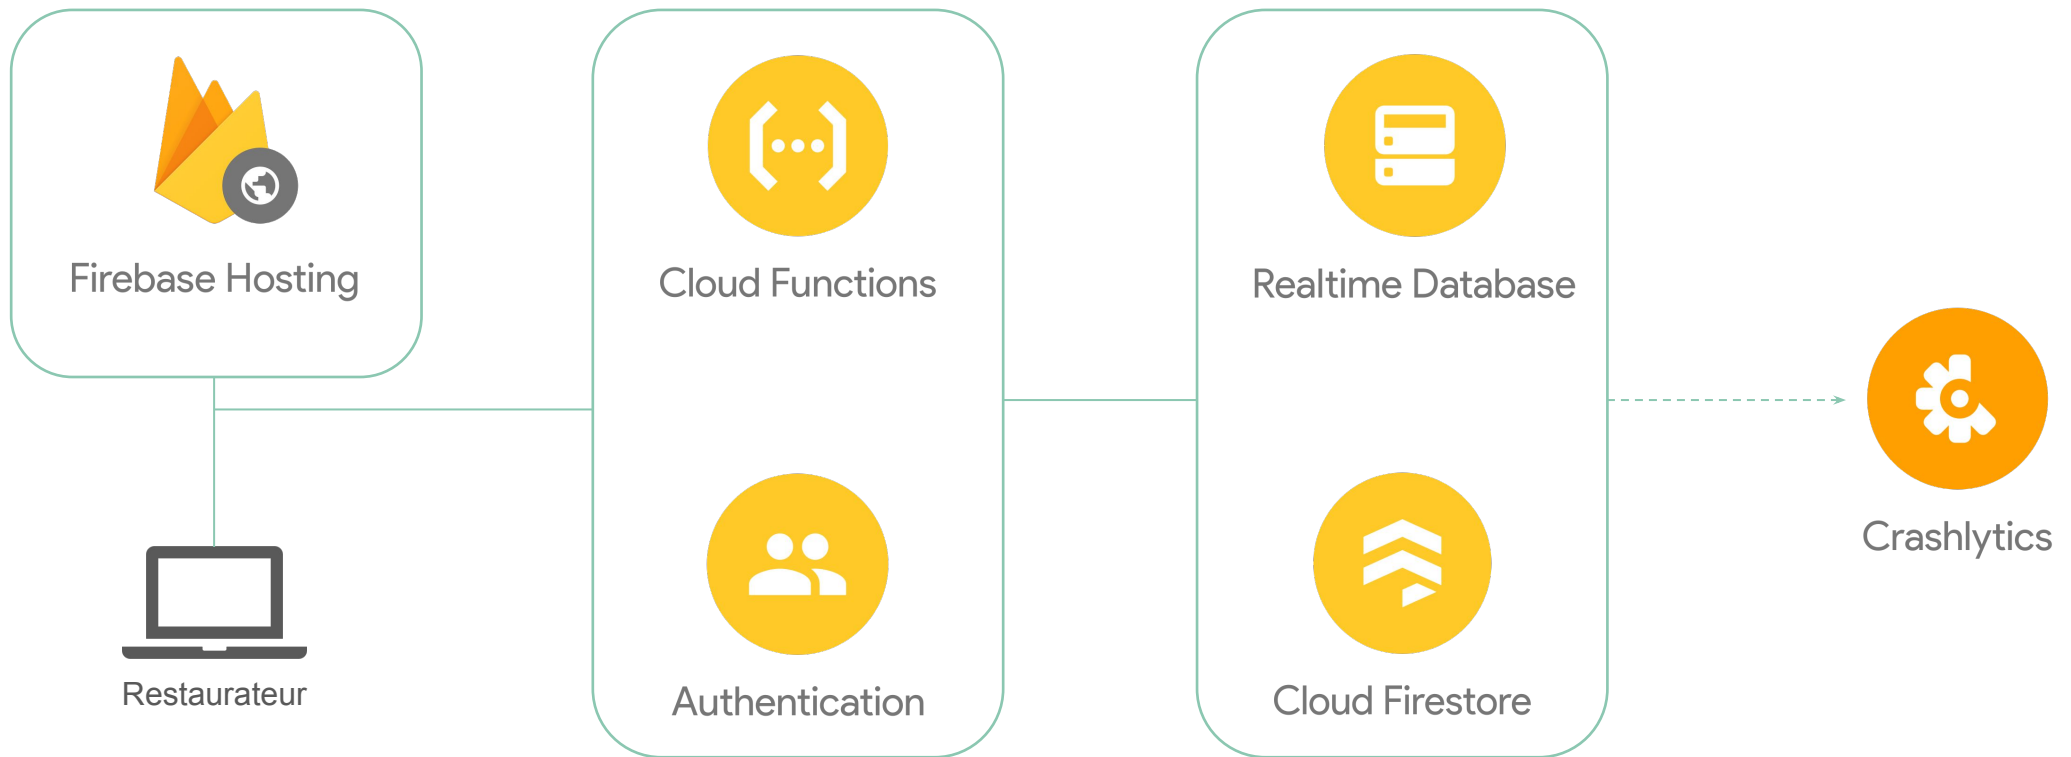 Firebase Hosting
Restaurateur
Cloud Functions
Authentication
Realtime Database
Cloud Firestore
Crashlytics